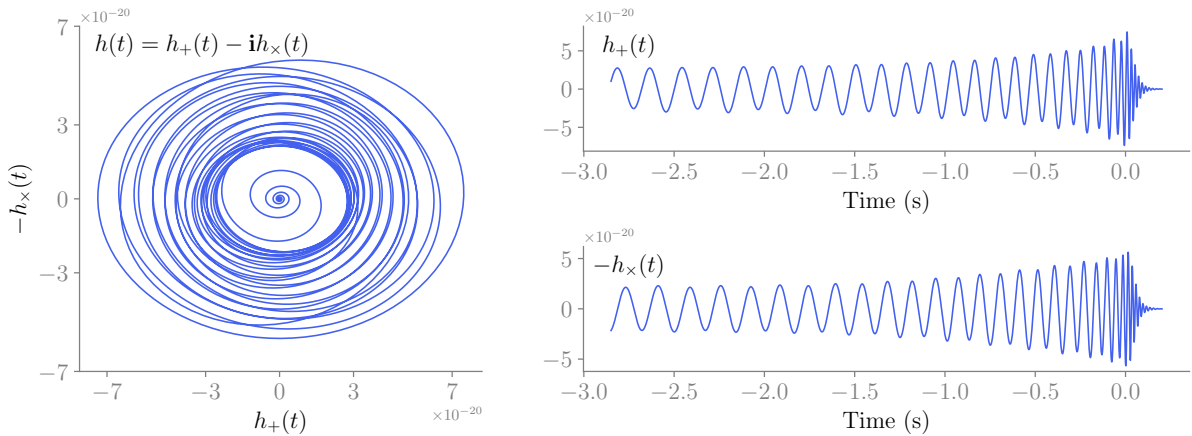 ×10⁻²⁰
h(t) = h₊(t) − ih×(t)
7
3
0
−3
−7
−h×(t)
−7 −3 0 3 7
×10⁻²⁰
h₊(t)
×10⁻²⁰
h₊(t)
5
0
−5
−3.0 −2.5 −2.0 −1.5 −1.0 −0.5 0.0
Time (s)
×10⁻²⁰
−h×(t)
5
0
−5
−3.0 −2.5 −2.0 −1.5 −1.0 −0.5 0.0
Time (s)